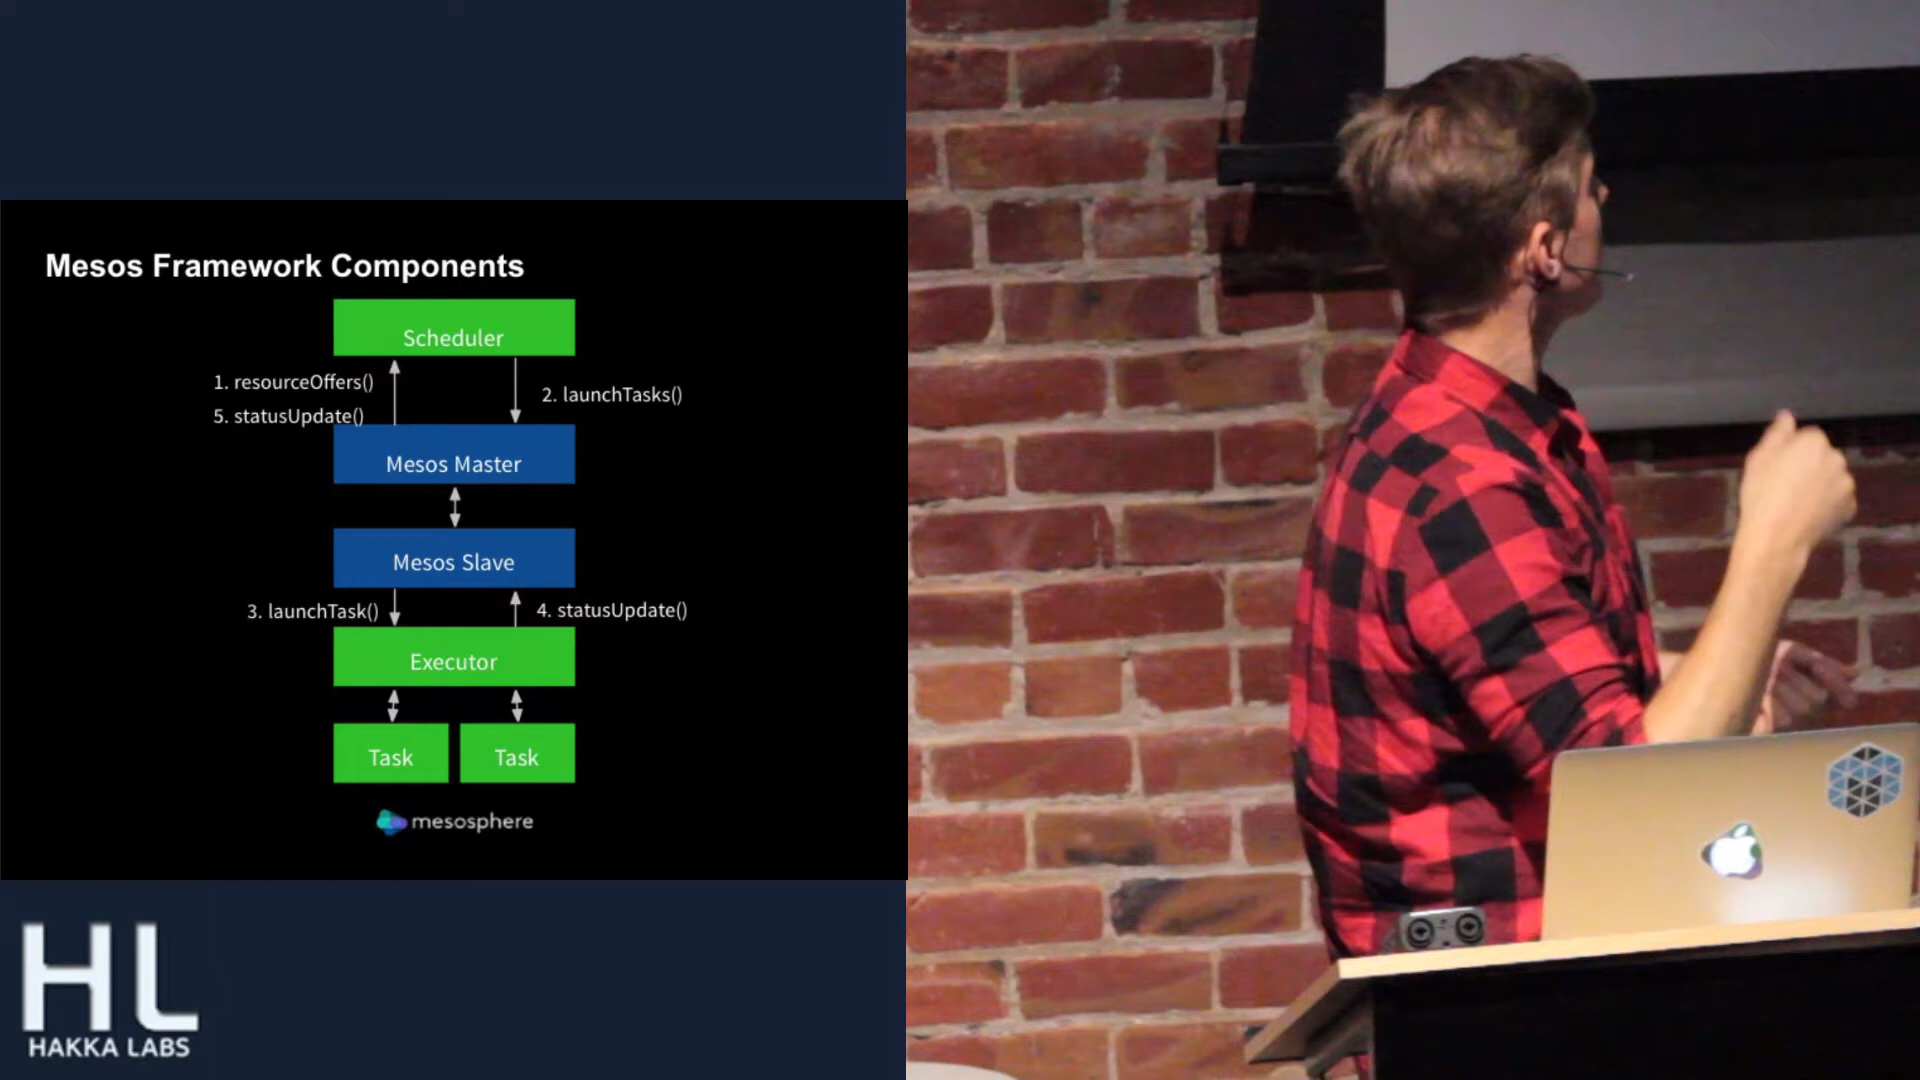 Mesos Framework Components
Scheduler
1. resourceOffers()
5. statusUpdate()
2. launchTasks()
Mesos Master
Mesos Slave
3. launchTask()
4. statusUpdate()
Executor
Task Task
mesosphere
HL
HAKKA LABS